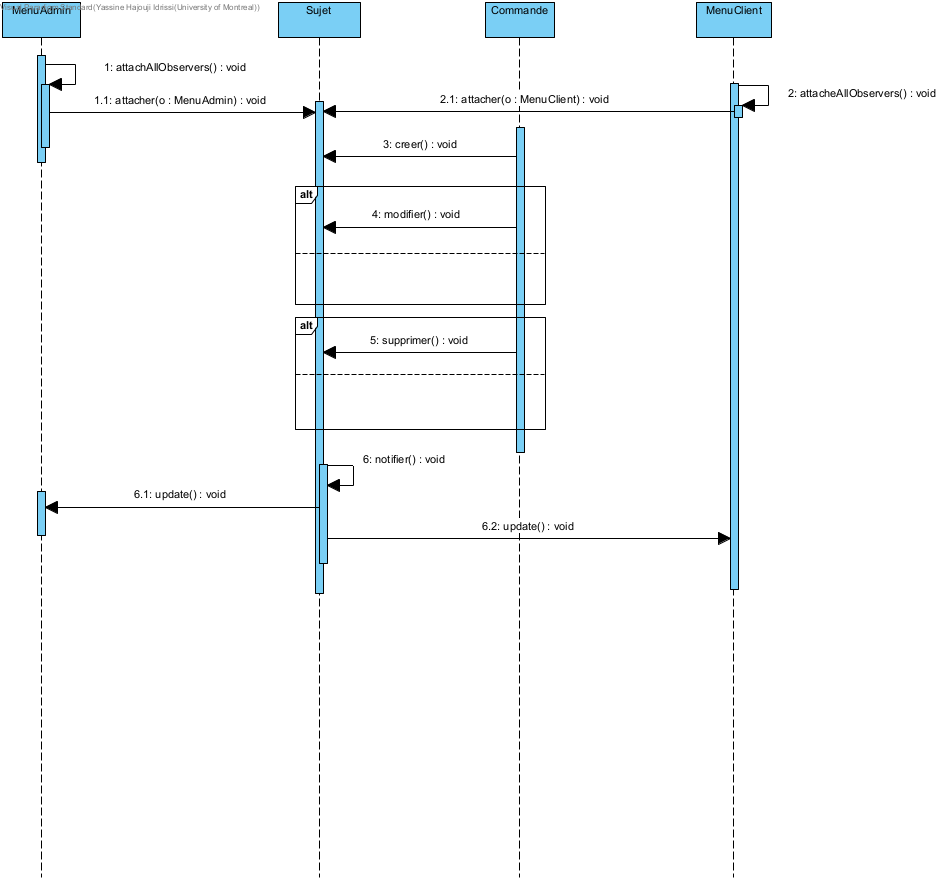 Standard(Yassine Hajouji Idrissi(University of Montreal))
MenuAdmin
Sujet
Commande
MenuClient
1: attachAllObservers() : void
2: attacheAllObservers() : void
1.1: attacher(o : MenuAdmin) : void
2.1: attacher(o : MenuClient) : void
3: creer() : void
alt
4: modifier() : void
alt
5: supprimer() : void
6: notifier() : void
6.1: update() : void
6.2: update() : void